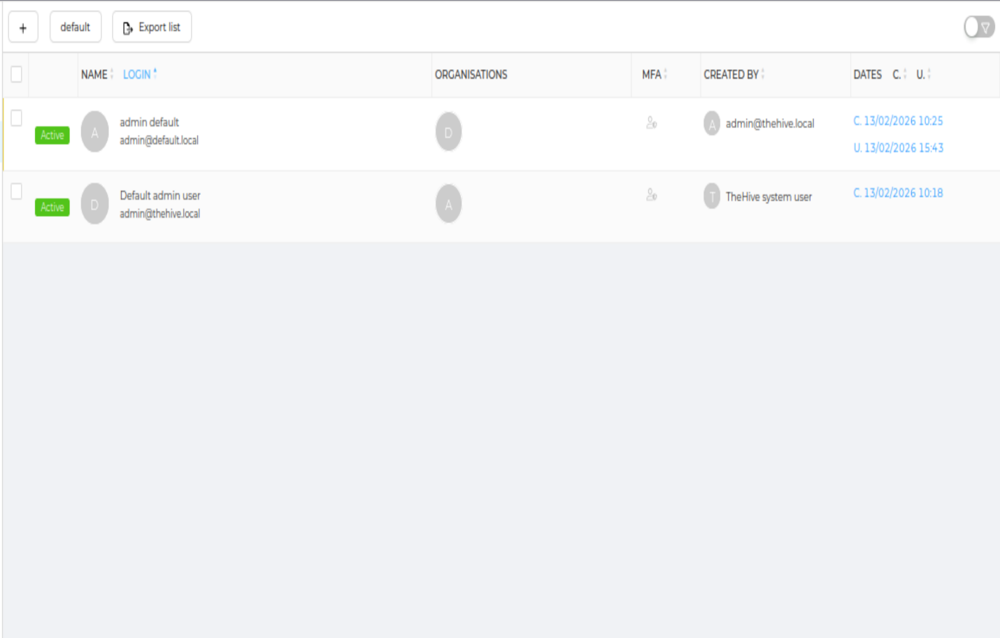 + default Export list
NAME LOGIN ORGANISATIONS MFA CREATED BY DATES C. U.
Active A admin default D A admin@thehive.local C. 13/02/2026 10:25
admin@default.local U. 13/02/2026 15:43
Active D Default admin user A T TheHive system user C. 13/02/2026 10:18
admin@thehive.local